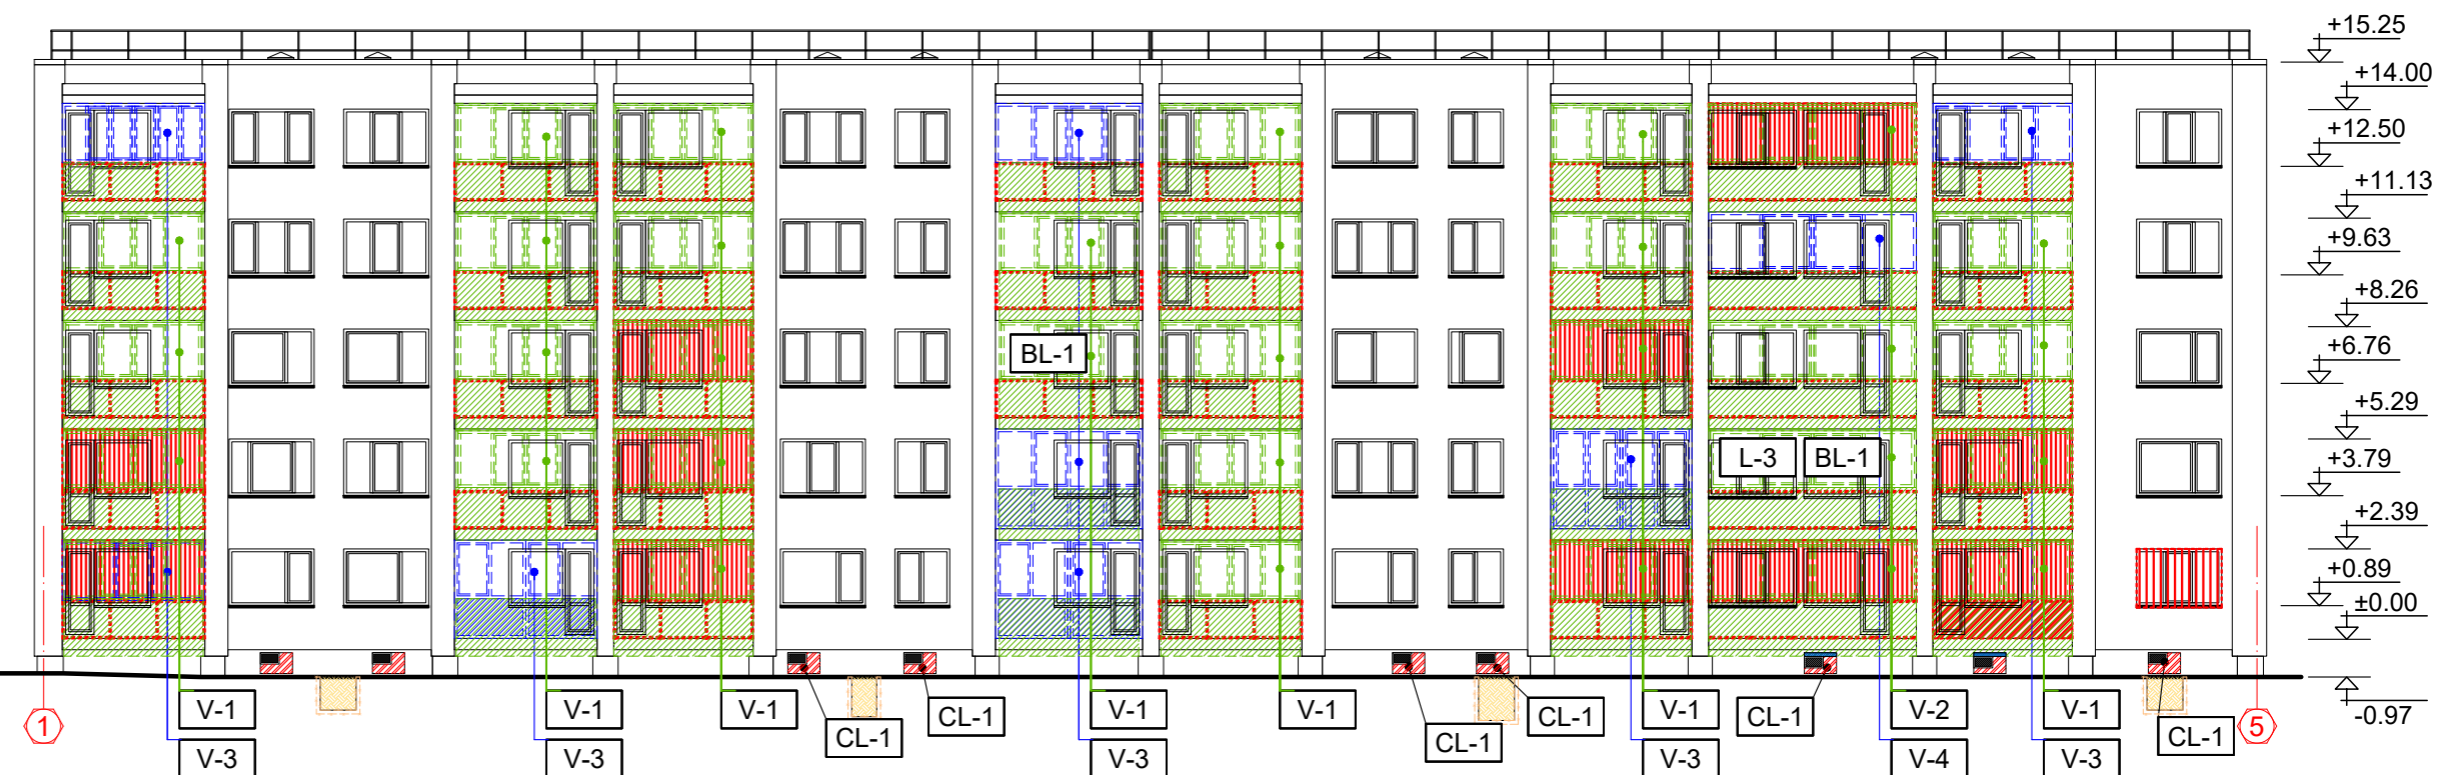 +15.25
+14.00
+12.50
+11.13
+9.63
+8.26
+6.76
+5.29
+3.79
+2.39
+0.89
±0.00
-0.97
BL-1
L-3 BL-1
1 V-1 V-1 V-1 CL-1 V-1 V-1 CL-1 V-1 CL-1 V-2 V-1 5
CL-1 CL-1 CL-1
V-3 V-3 V-3 V-3 V-4 V-3